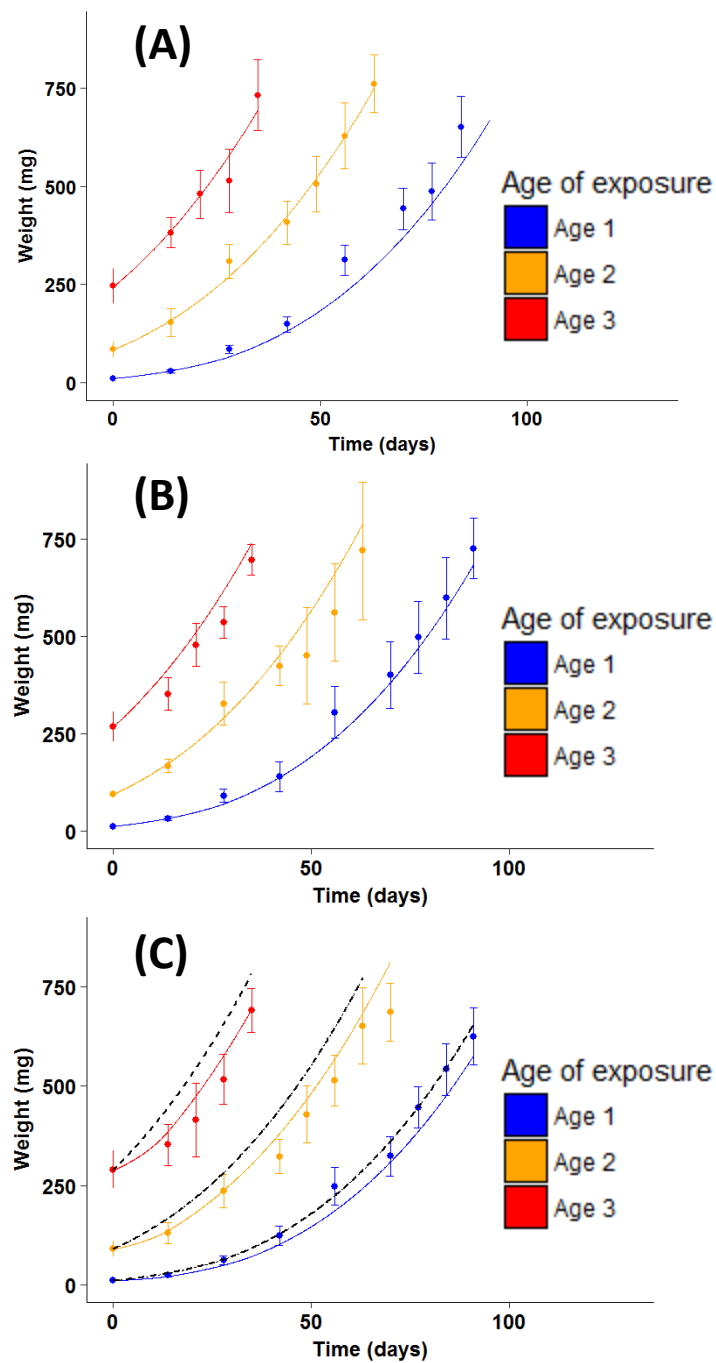 (A)
750
500
250
0
Weight (mg)
0 50 100
Time (days)
Age of exposure
Age 1
Age 2
Age 3
(B)
750
500
250
0
Weight (mg)
0 50 100
Time (days)
Age of exposure
Age 1
Age 2
Age 3
(C)
750
500
250
0
Weight (mg)
0 50 100
Time (days)
Age of exposure
Age 1
Age 2
Age 3